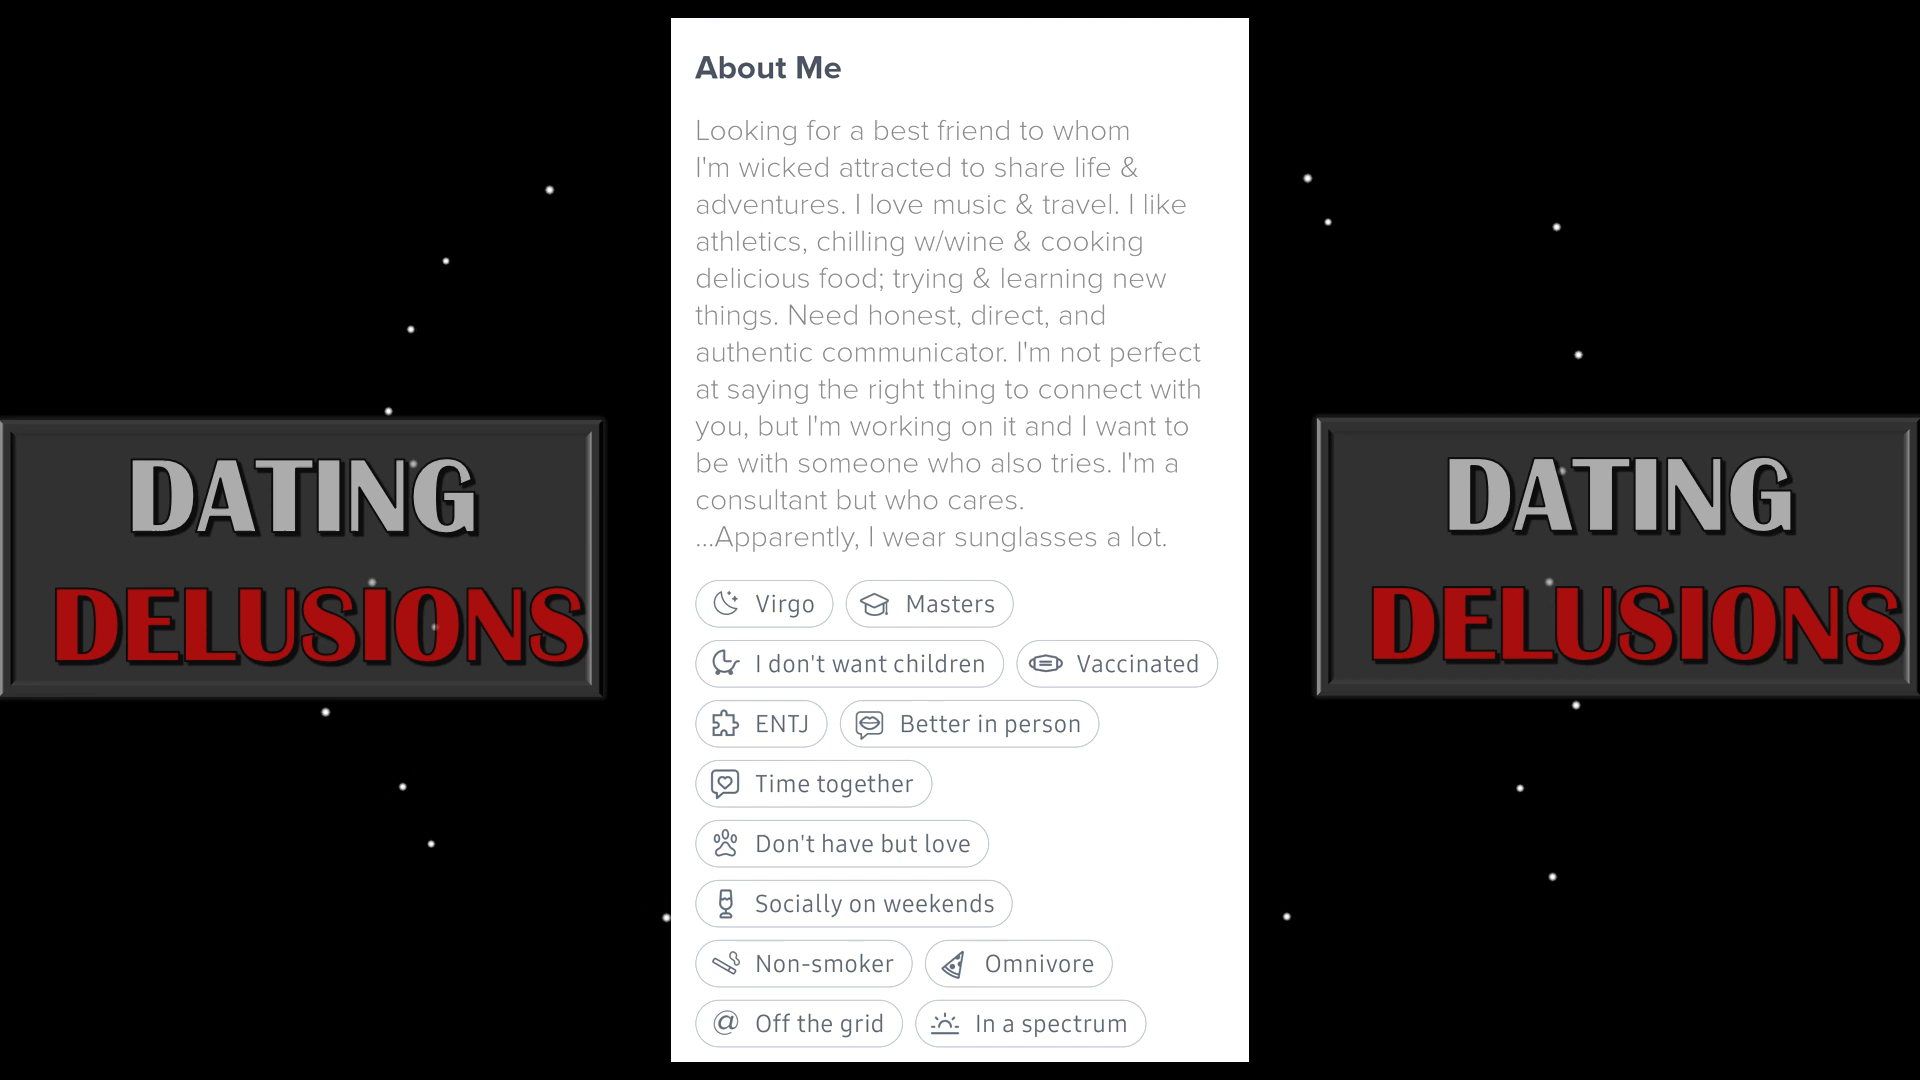 About Me
Looking for a best friend to whom
I'm wicked attracted to share life &
adventures. I love music & travel. I like
athletics, chilling w/wine & cooking
delicious food; trying & learning new
things. Need honest, direct, and
authentic communicator. I'm not perfect
at saying the right thing to connect with
you, but I'm working on it and I want to
be with someone who also tries. I'm a
consultant but who cares.
...Apparently, I wear sunglasses a lot.
Virgo Masters
I don't want children Vaccinated
ENTJ Better in person
Time together
Don't have but love
Socially on weekends
Non-smoker Omnivore
@ Off the grid In a spectrum
DATING
DELUSIONS
DATING
DELUSIONS